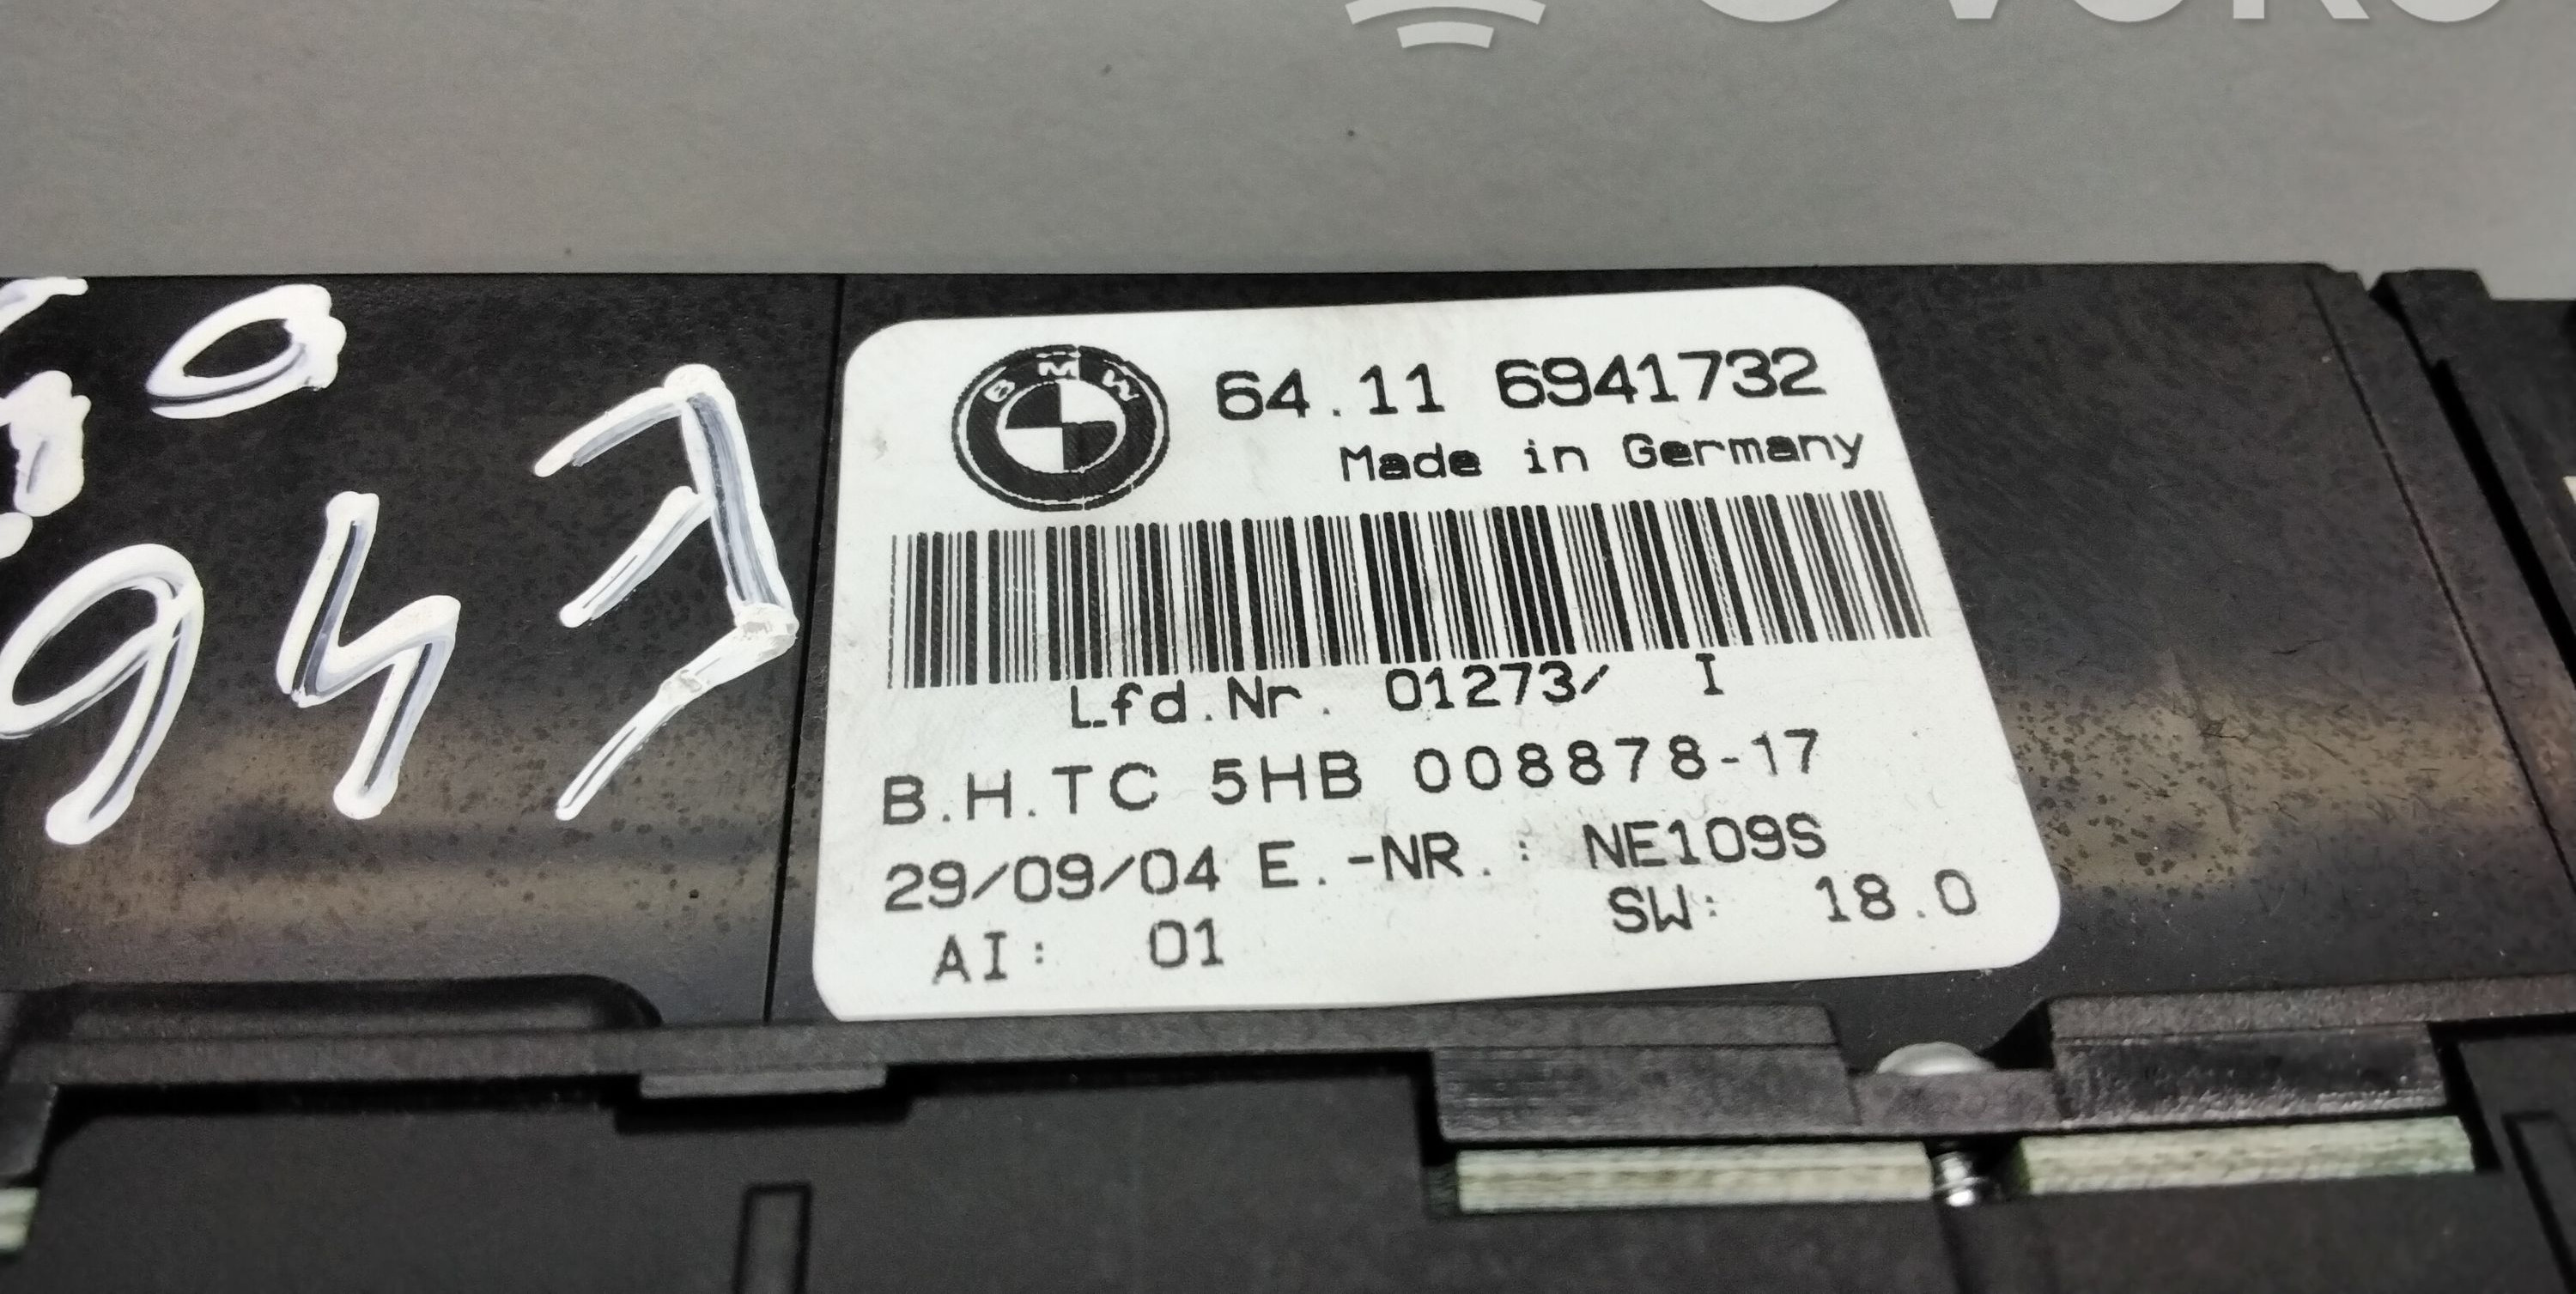 BMW
64.11 6941732
Made in Germany
Lfd.Nr. 01273/ I
B.H.TC 5HB 008878-17
29/09/04 E.-NR.: NE109S
SW: 18.0
AI: 01